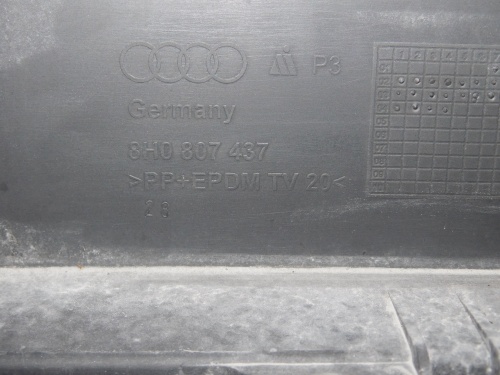 P3
Germany
8H0 807 437
>PP+EPDM TV 20<